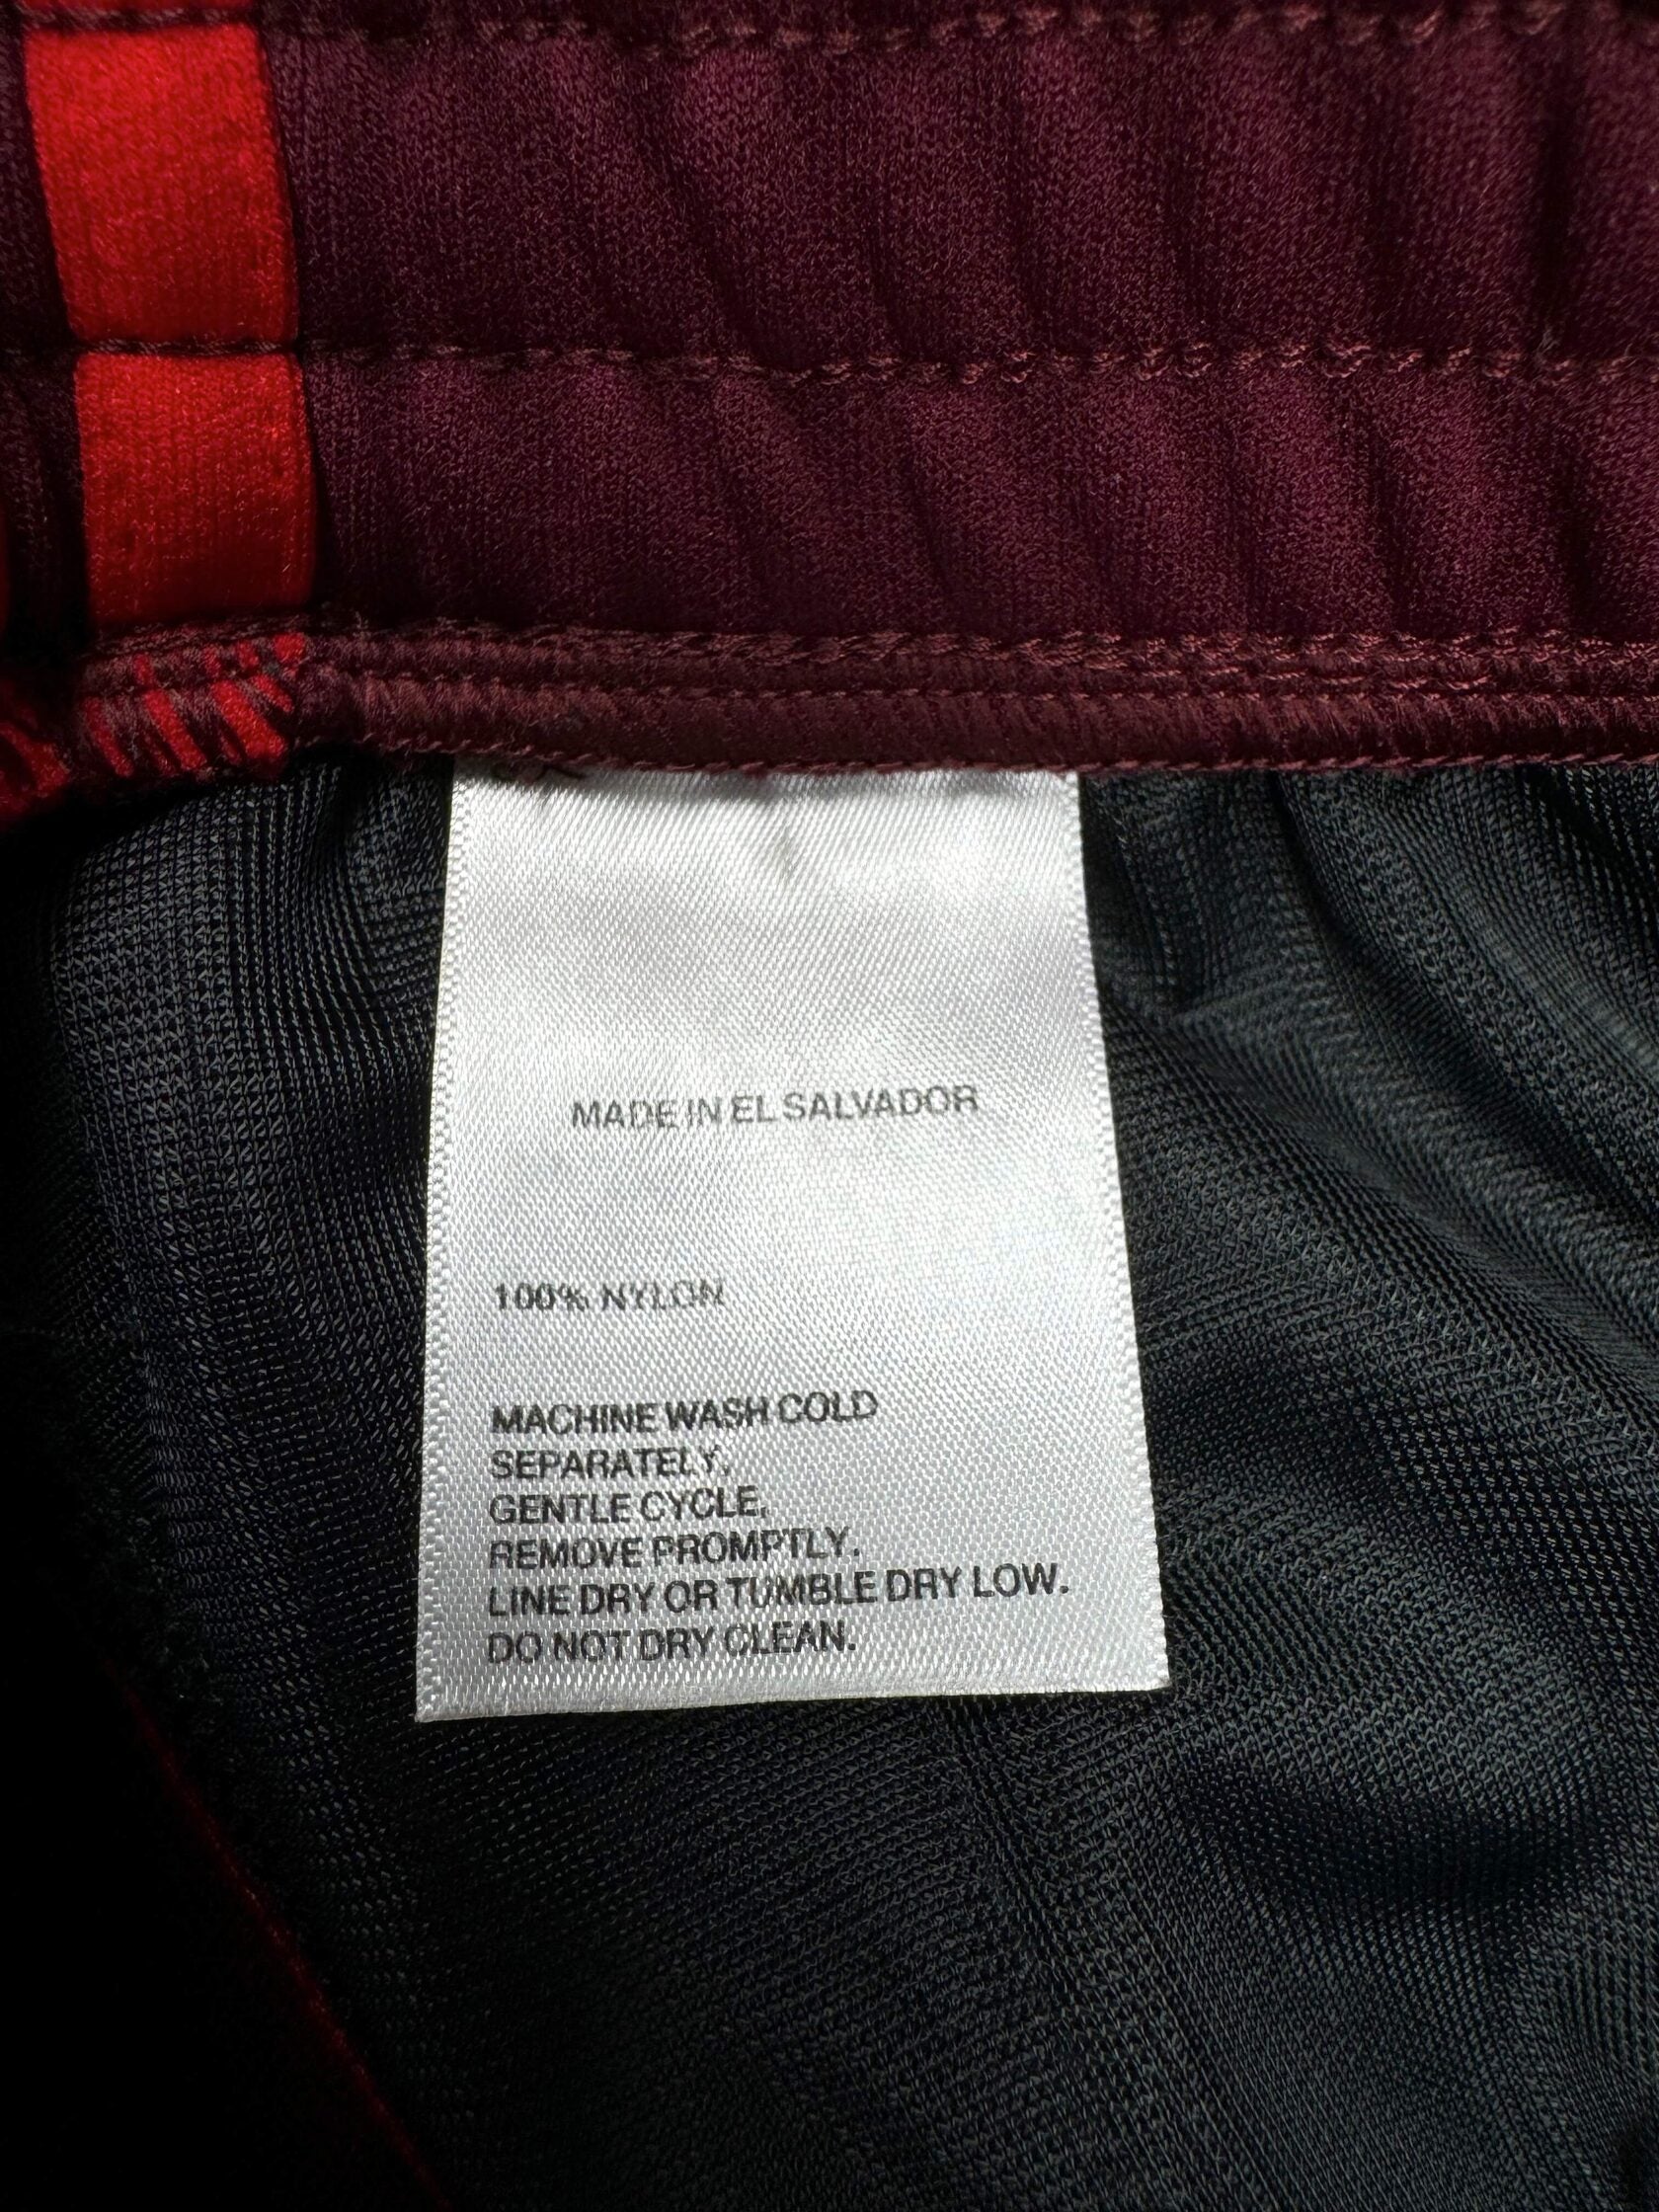 MADE IN EL SALVADOR
100% NYLON
MACHINE WASH COLD
SEPARATELY.
GENTLE CYCLE.
REMOVE PROMPTLY.
LINE DRY OR TUMBLE DRY LOW.
DO NOT DRY CLEAN.